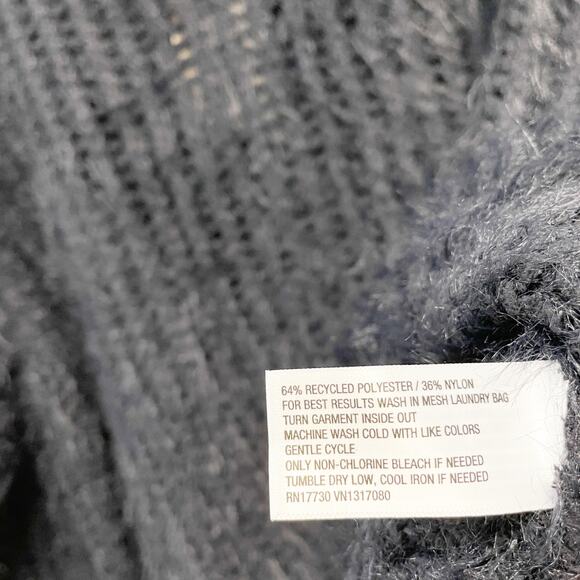 64% RECYCLED POLYESTER / 36% NYLON
FOR BEST RESULTS WASH IN MESH LAUNDRY BAG
TURN GARMENT INSIDE OUT
MACHINE WASH COLD WITH LIKE COLORS
GENTLE CYCLE
ONLY NON-CHLORINE BLEACH IF NEEDED
TUMBLE DRY LOW, COOL IRON IF NEEDED
RN17730 VN1317080